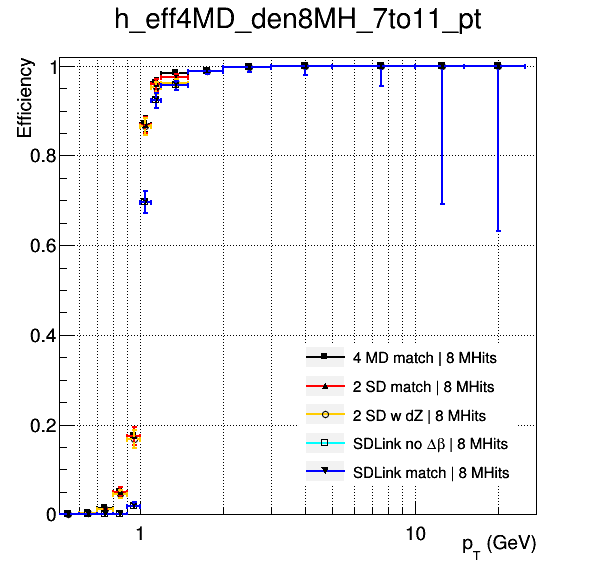 h_eff4MD_den8MH_7to11_pt
Efficiency
1
0.8
0.6
0.4
0.2
0
4 MD match | 8 MHits
2 SD match | 8 MHits
2 SD w dZ | 8 MHits
SDLink no Δβ | 8 MHits
SDLink match | 8 MHits
1
10
p_T (GeV)